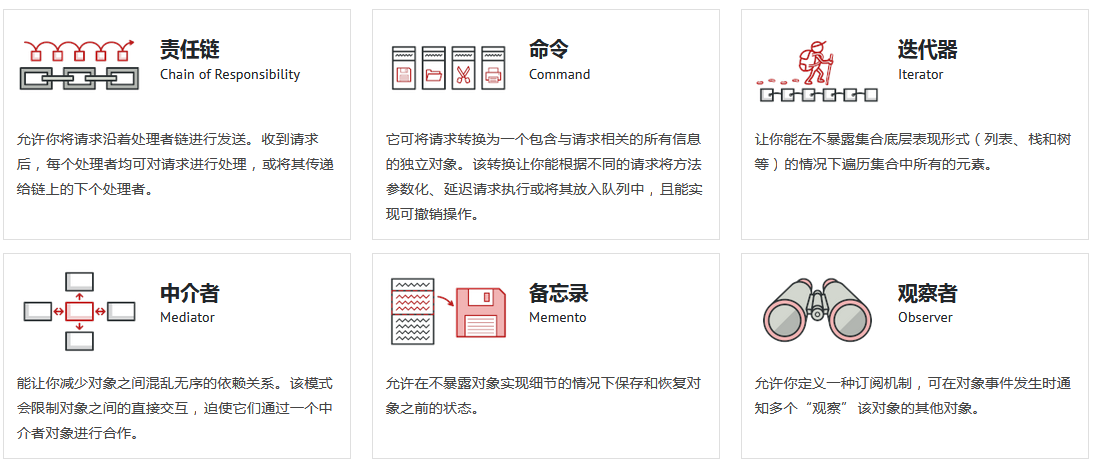 责任链
Chain of Responsibility
允许你将请求沿着处理者链进行发送。收到请求
后，每个处理者均可对请求进行处理，或将其传递
给链上的下个处理者。
命令
Command
它可将请求转换为一个包含与请求相关的所有信息
的独立对象。该转换让你能根据不同的请求将方法
参数化、延迟请求执行或将其放入队列中，且能实
现可撤销操作。
迭代器
Iterator
让你能在不暴露集合底层表现形式（列表、栈和树
等）的情况下遍历集合中所有的元素。
中介者
Mediator
能让你减少对象之间混乱无序的依赖关系。该模式
会限制对象之间的直接交互，迫使它们通过一个中
介者对象进行合作。
备忘录
Memento
允许在不暴露对象实现细节的情况下保存和恢复对
象之前的状态。
观察者
Observer
允许你定义一种订阅机制，可在对象事件发生时通
知多个“观察”该对象的其他对象。